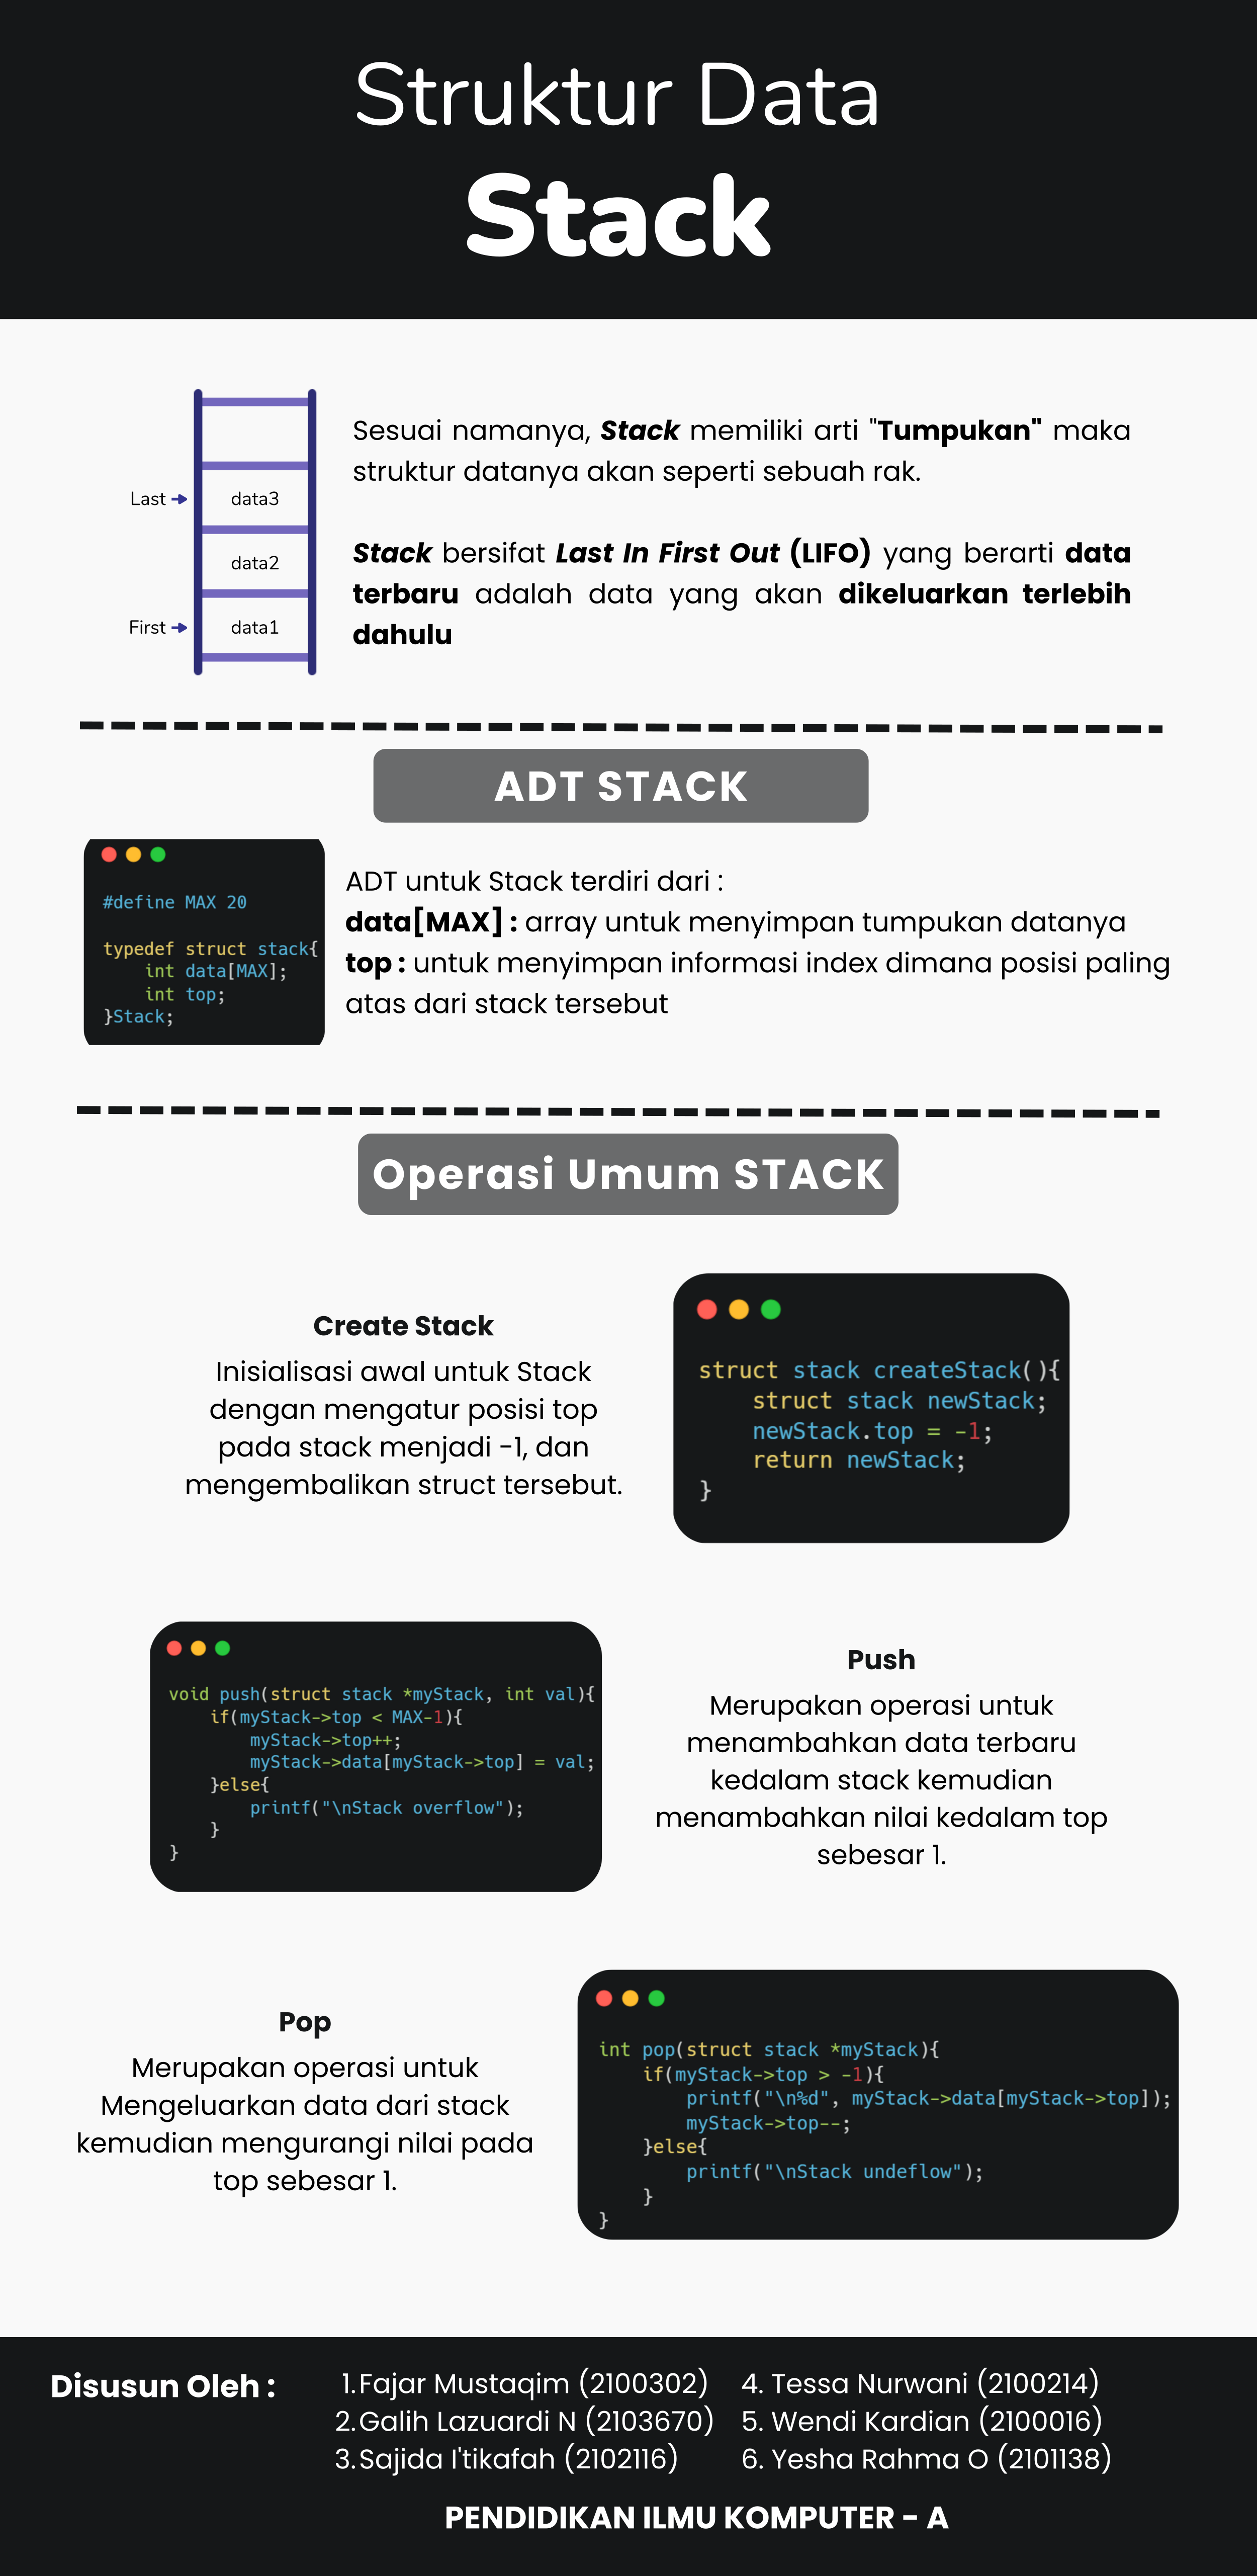 Struktur Data
Stack
Sesuai namanya, Stack memiliki arti "Tumpukan" maka
struktur datanya akan seperti sebuah rak.
Last
data3
data2
First
data1
Stack bersifat Last In First Out (LIFO) yang berarti data
terbaru adalah data yang akan dikeluarkan terlebih
dahulu
ADT STACK
#define MAX 20
typedef struct stack{
    int data[MAX];
    int top;
}Stack;
ADT untuk Stack terdiri dari :
data[MAX] : array untuk menyimpan tumpukan datanya
top : untuk menyimpan informasi index dimana posisi paling
atas dari stack tersebut
Operasi Umum STACK
Create Stack
Inisialisasi awal untuk Stack
dengan mengatur posisi top
pada stack menjadi -1, dan
mengembalikan struct tersebut.
struct stack createStack(){
    struct stack newStack;
    newStack.top = -1;
    return newStack;
}
void push(struct stack *myStack, int val){
    if(myStack->top < MAX-1){
        myStack->top++;
        myStack->data[myStack->top] = val;
    }else{
        printf("\nStack overflow");
    }
}
Push
Merupakan operasi untuk
menambahkan data terbaru
kedalam stack kemudian
menambahkan nilai kedalam top
sebesar 1.
Pop
Merupakan operasi untuk
Mengeluarkan data dari stack
kemudian mengurangi nilai pada
top sebesar 1.
int pop(struct stack *myStack){
    if(myStack->top > -1){
        printf("\n%d", myStack->data[myStack->top]);
        myStack->top--;
    }else{
        printf("\nStack undeflow");
    }
}
Disusun Oleh :
1. Fajar Mustaqim (2100302)
2. Galih Lazuardi N (2103670)
3. Sajida I'tikafah (2102116)
4. Tessa Nurwani (2100214)
5. Wendi Kardian (2100016)
6. Yesha Rahma O (2101138)
PENDIDIKAN ILMU KOMPUTER - A